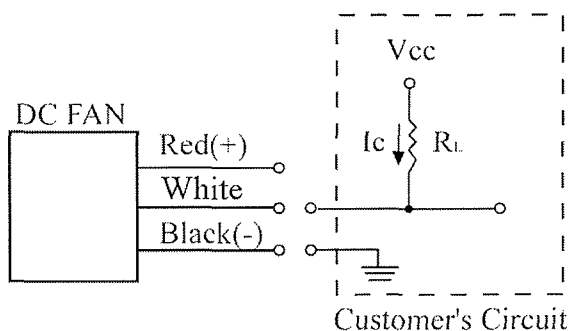 Vcc
DC FAN
Red(+)
Ic
RL
White
Black(-)
Customer's Circuit